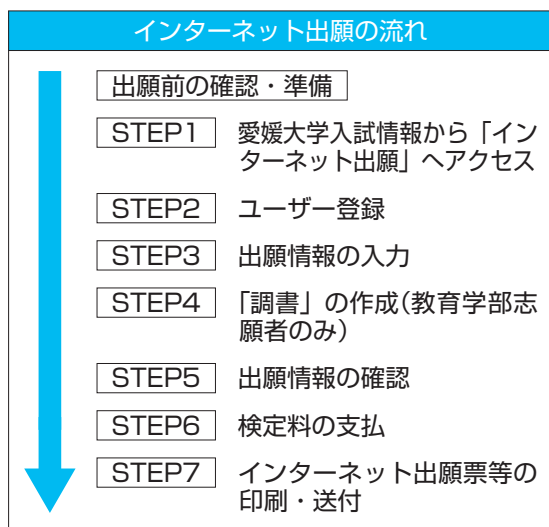 インターネット出願の流れ
出願前の確認・準備
STEP1 愛媛大学入試情報から「イン
ターネット出願」へアクセス
STEP2 ユーザー登録
STEP3 出願情報の入力
STEP4 「調書」の作成(教育学部志
願者のみ)
STEP5 出願情報の確認
STEP6 検定料の支払
STEP7 インターネット出願票等の
印刷・送付